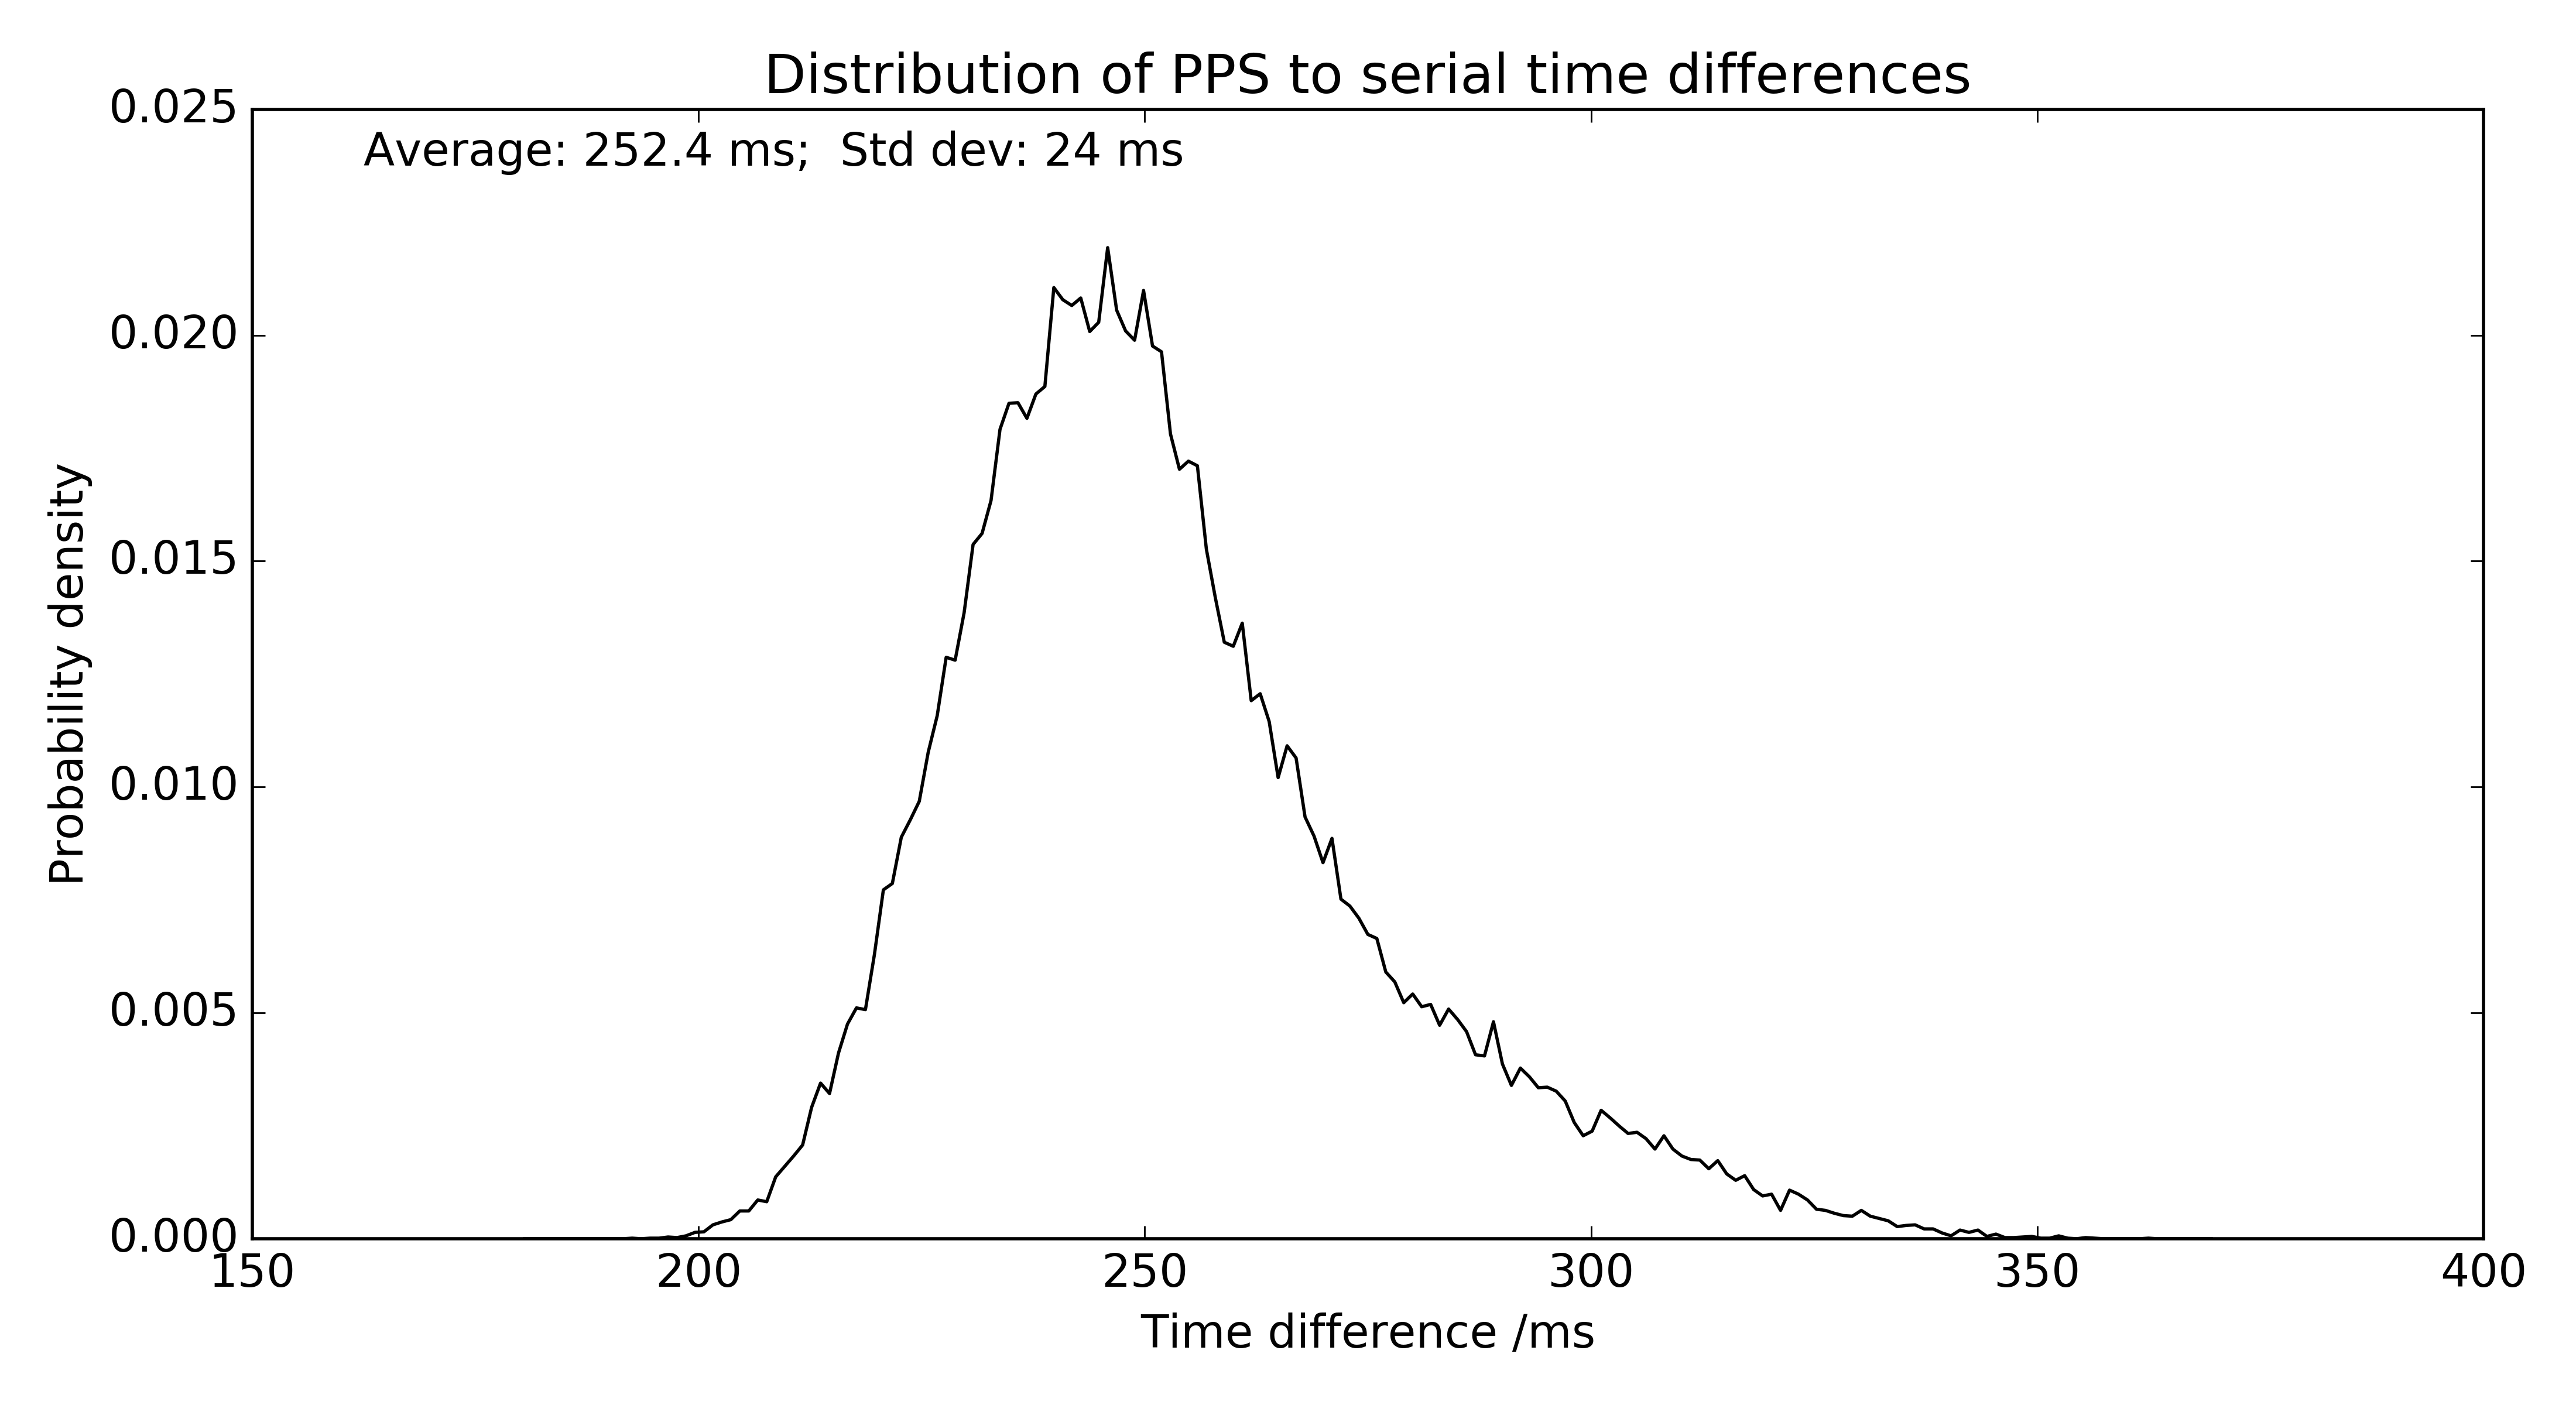 Distribution of PPS to serial time differences
0.025
Average: 252.4 ms;  Std dev: 24 ms
0.020
0.015
Probability density
0.010
0.005
0.000
150 200 250 300 350 400
Time difference /ms